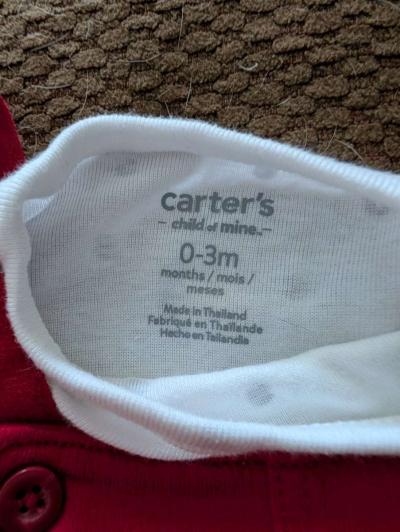 carter's
- child of mine. -
0-3m
months / mois /
meses
Made in Thailand
Fabriqué en Thaïlande
Hecho en Tailandia